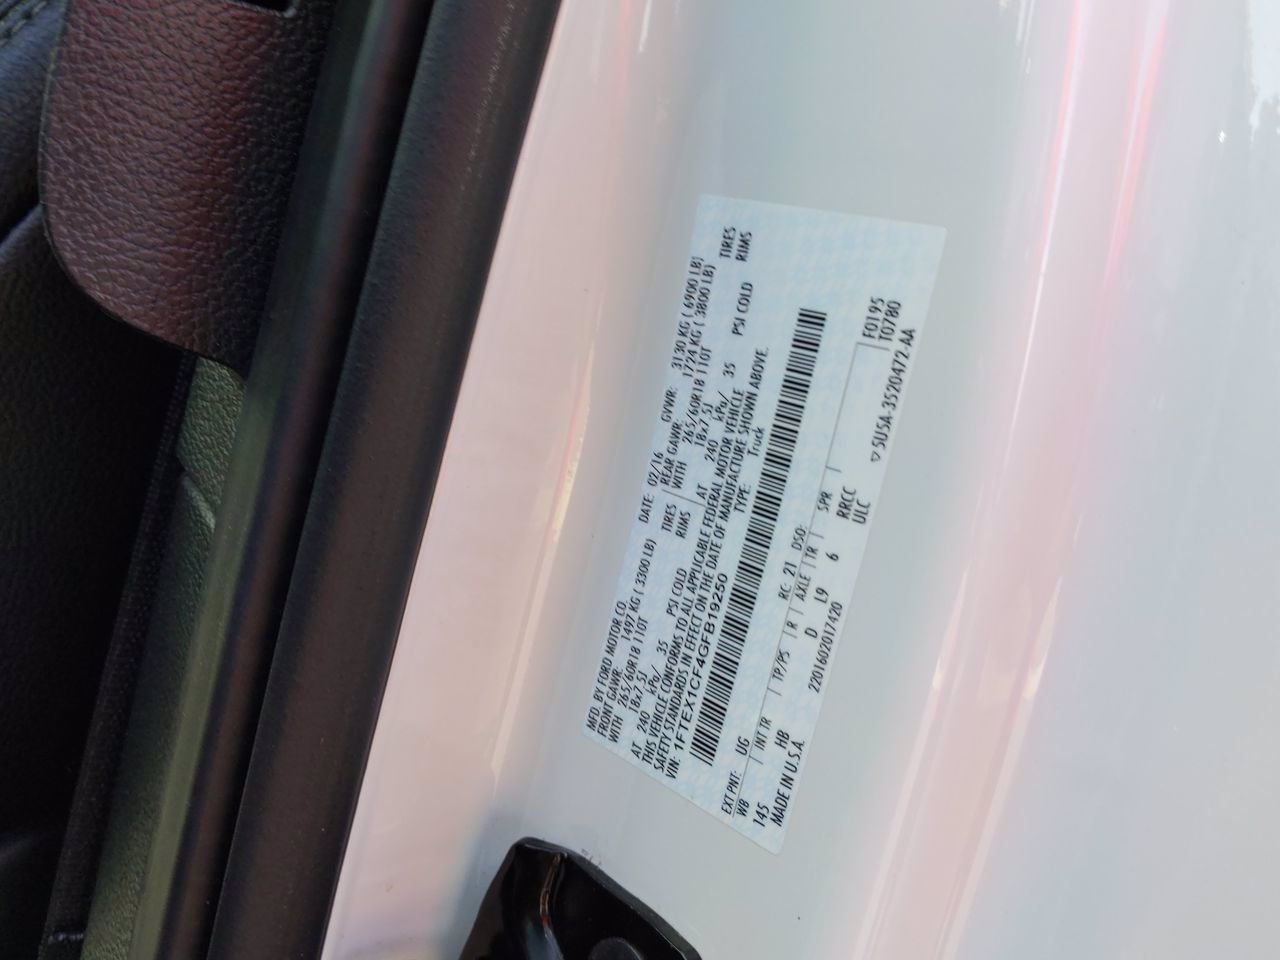 MFD. BY FORD MOTOR CO. DATE: 02/16 GVWR: 3130 KG ( 6900 LB)
FRONT GAWR: 1497 KG ( 3300 LB) REAR GAWR: 1724 KG ( 3800 LB)
WITH 265/60R18 110T TIRES WITH 265/60R18 110T TIRES
18x7.5J RIMS 18x7.5J RIMS
AT 240 kPa/ 35 PSI COLD AT 240 kPa/ 35 PSI COLD
THIS VEHICLE CONFORMS TO ALL APPLICABLE FEDERAL MOTOR VEHICLE
SAFETY STANDARDS IN EFFECT ON THE DATE OF MANUFACTURE SHOWN ABOVE.
VIN: 1FTEX1CF4GFB19250 TYPE: Truck
EXT PNT: UG RC: 21 DSO: F0195
WB INT TR TP/PS R AXLE TR SPR T0780
145 HB D L9 6 RRCC
ULC
MADE IN U.S.A. 2201602017420 ▽5U5A-3520472-AA